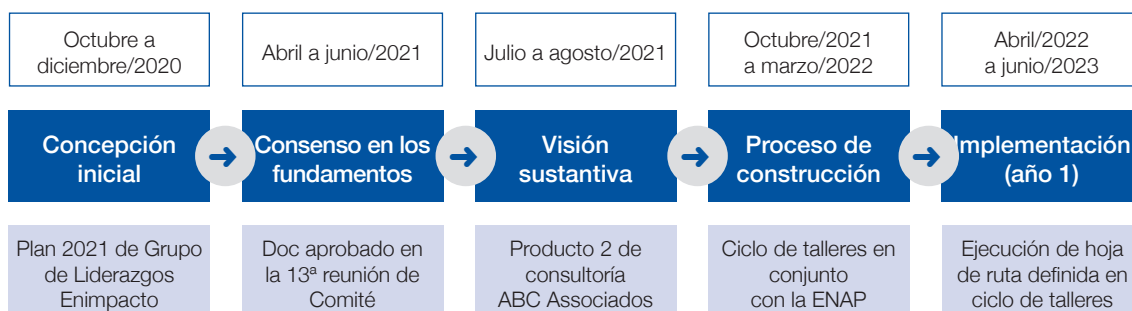 Octubre a
diciembre/2020
Abril a junio/2021
Julio a agosto/2021
Octubre/2021
a marzo/2022
Abril/2022
a junio/2023
Concepción
inicial
Consenso en los
fundamentos
Visión
sustantiva
Proceso de
construcción
Implementación
(año 1)
Plan 2021 de Grupo
de Liderazgos
Enimpacto
Doc aprobado en
la 13ª reunión de
Comité
Producto 2 de
consultoría
ABC Associados
Ciclo de talleres en
conjunto
con la ENAP
Ejecución de hoja
de ruta definida en
ciclo de talleres